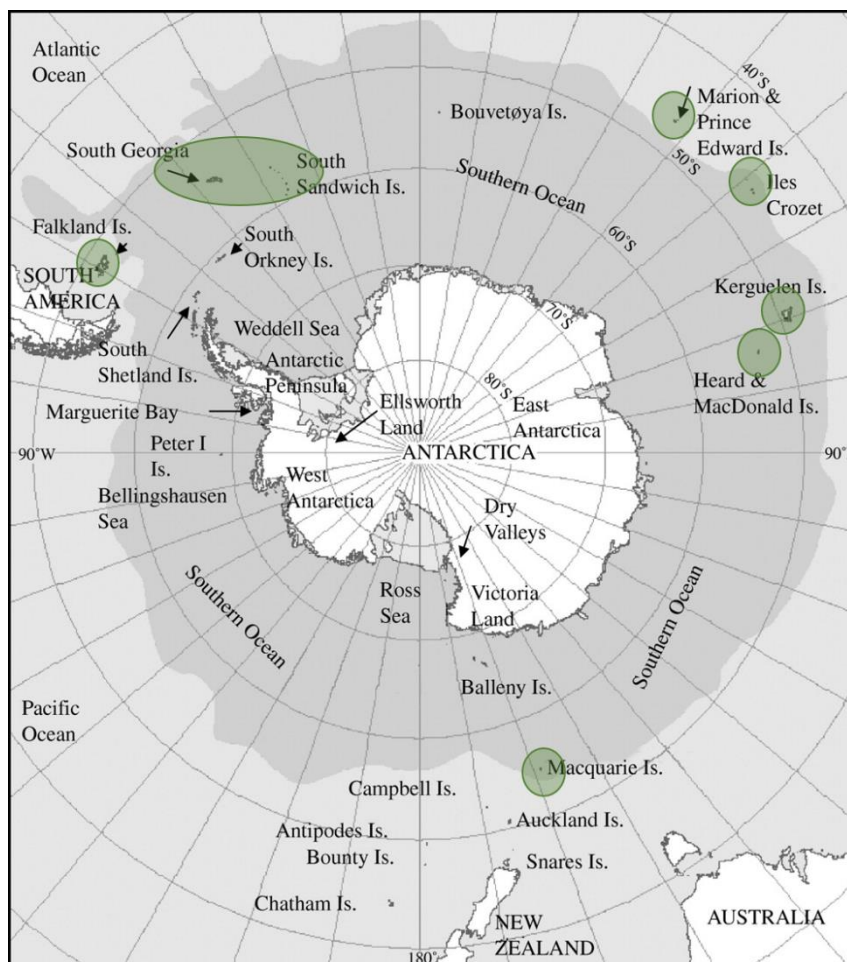 Atlantic
Ocean
40°S
Bouvetøya Is.
Marion &
Prince
Edward Is.
South Georgia
South
Sandwich Is.
50°S
Southern Ocean
Iles
Crozet
Falkland Is.
South
Orkney Is.
60°S
SOUTH
AMERICA
Kerguelen Is.
70°S
Weddell Sea
South
Shetland Is.
Antarctic
Peninsula
80°S
Heard &
MacDonald Is.
Marguerite Bay
Ellsworth
Land
East
Antarctica
90°W
Peter I
Is.
ANTARCTICA
90°
West
Antarctica
Bellingshausen
Sea
Dry
Valleys
Southern Ocean
Ross
Sea
Victoria
Land
Southern Ocean
Balleny Is.
Pacific
Ocean
Macquarie Is.
Campbell Is.
Auckland Is.
Antipodes Is.
Bounty Is.
Snares Is.
Chatham Is.
NEW
ZEALAND
AUSTRALIA
180°